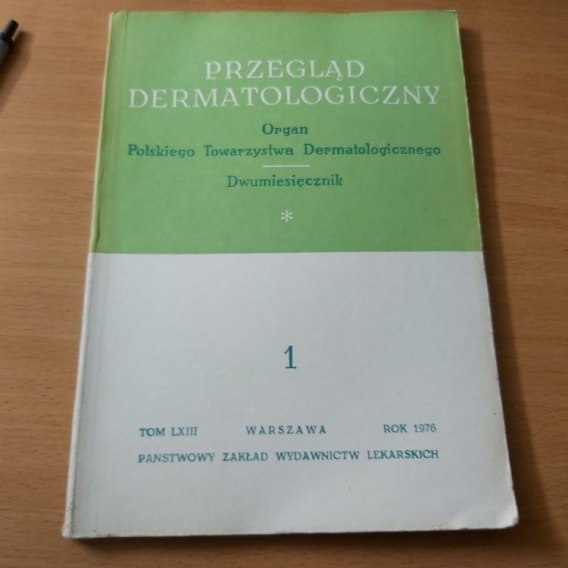 PRZEGLĄD
DERMATOLOGICZNY
Organ
Polskiego Towarzystwa Dermatologicznego
Dwumiesięcznik
*
1
TOM LXIII WARSZAWA ROK 1976
PAŃSTWOWY ZAKŁAD WYDAWNICTW LEKARSKICH